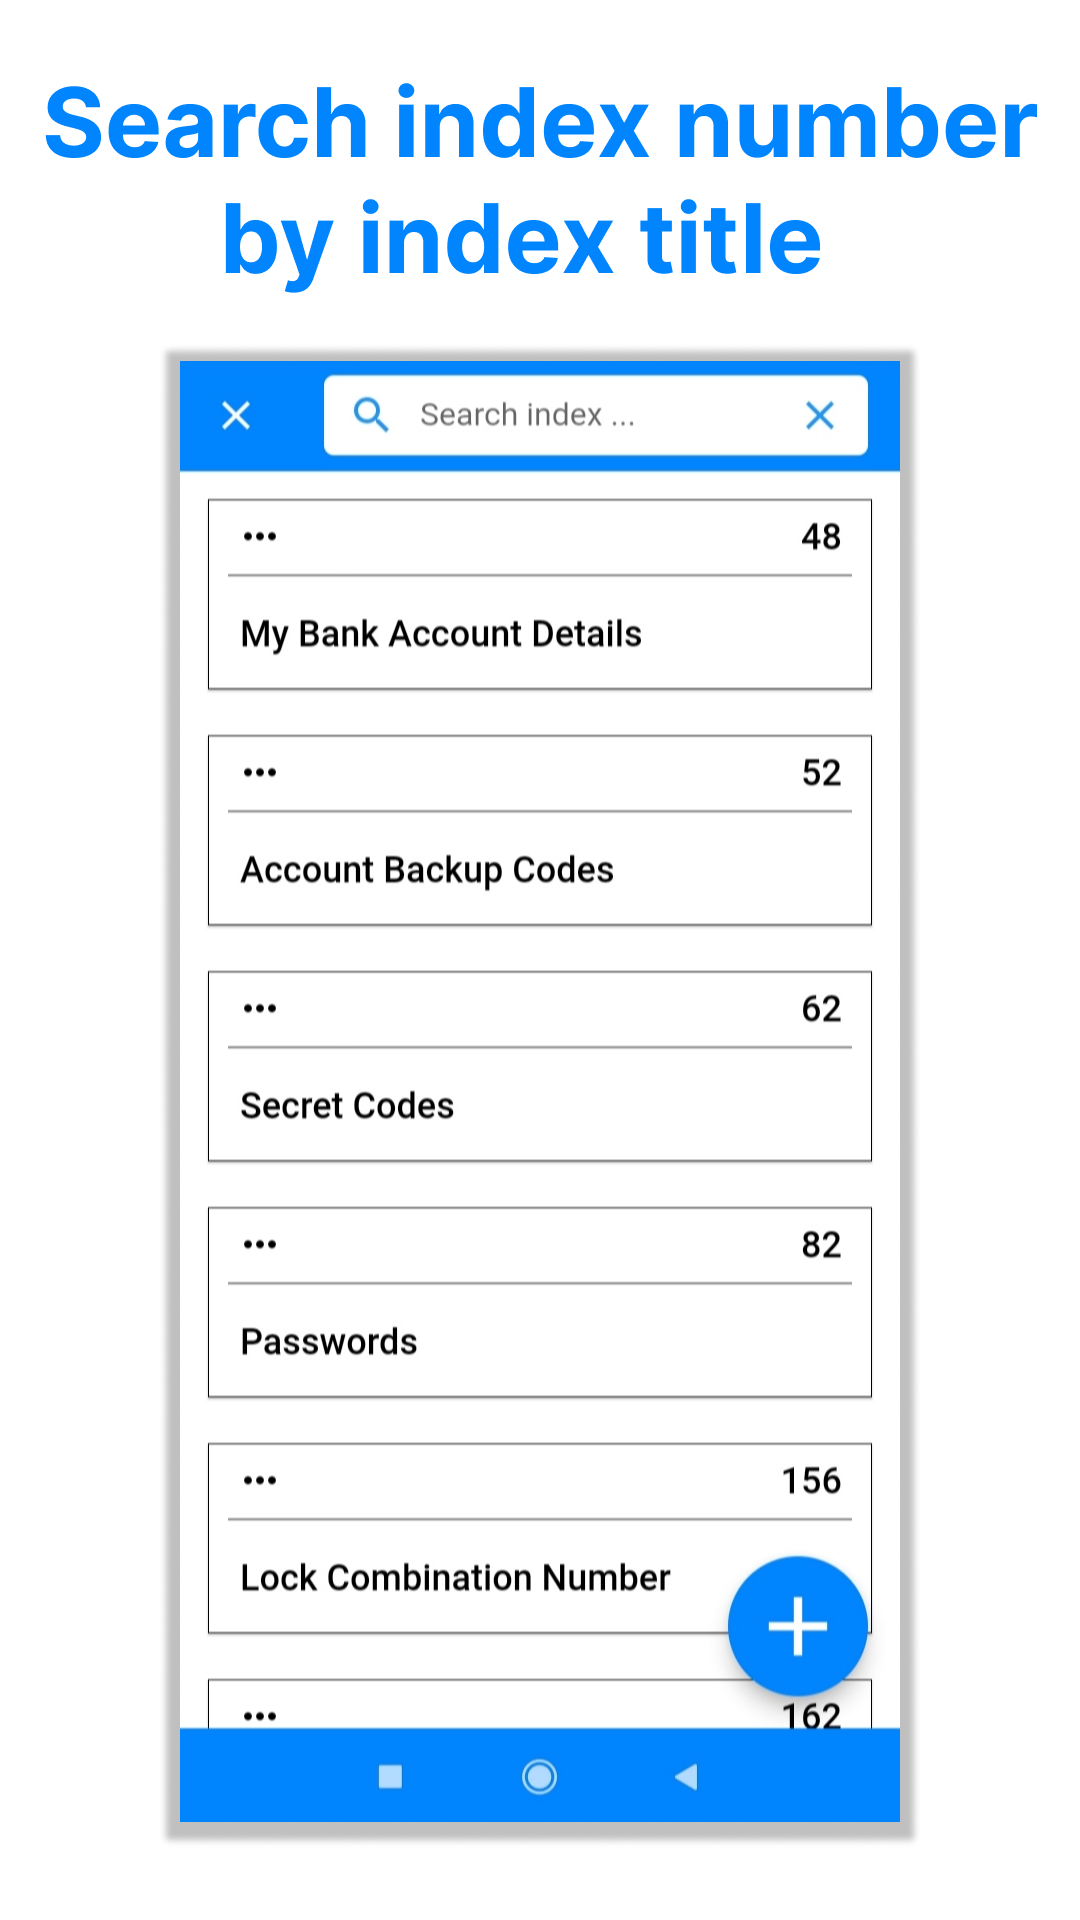 Search index number
by index title
Search index ...
48
My Bank Account Details
52
Account Backup Codes
62
Secret Codes
82
Passwords
156
Lock Combination Number
162